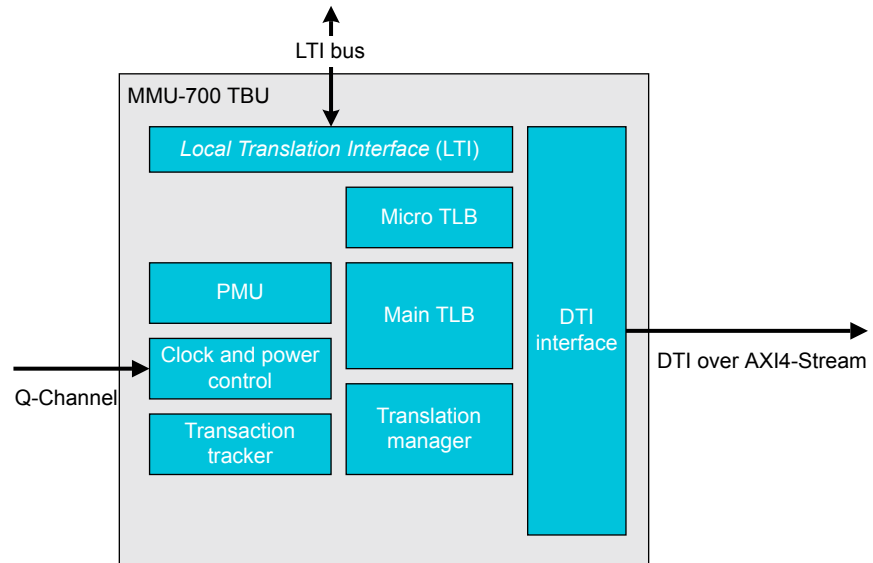 LTI bus
MMU-700 TBU
Local Translation Interface (LTI)
Micro TLB
PMU
Main TLB
DTI
interface
DTI over AXI4-Stream
Clock and power
control
Q-Channel
Translation
manager
Transaction
tracker